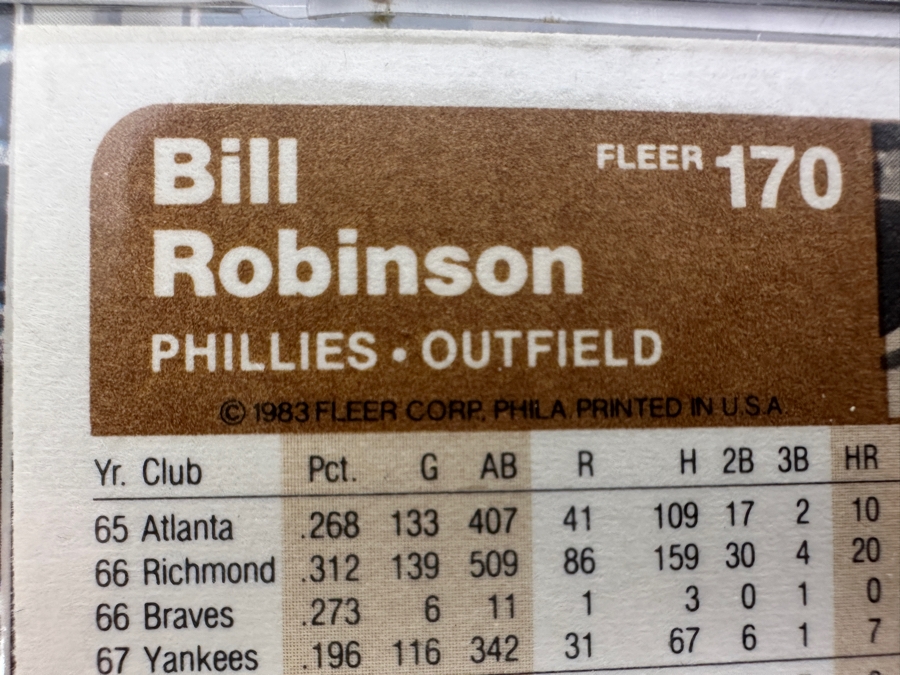 Bill FLEER 170
Robinson
PHILLIES • OUTFIELD
© 1983 FLEER CORP. PHILA. PRINTED IN U.S.A.
Yr. Club Pct. G AB R H 2B 3B HR
65 Atlanta .268 133 407 41 109 17 2 10
66 Richmond .312 139 509 86 159 30 4 20
66 Braves .273 6 11 1 3 0 1 0
67 Yankees .196 116 342 31 67 6 1 7